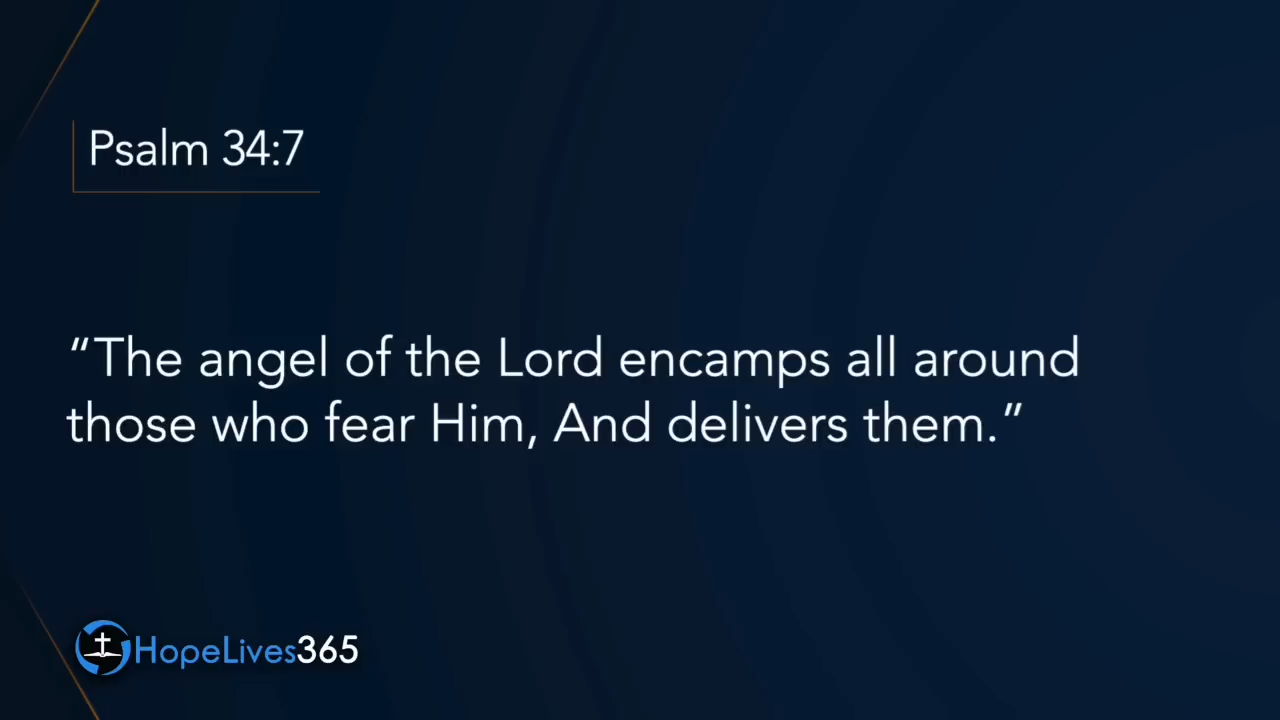 Psalm 34:7
“The angel of the Lord encamps all around
those who fear Him, And delivers them.”
HopeLives365